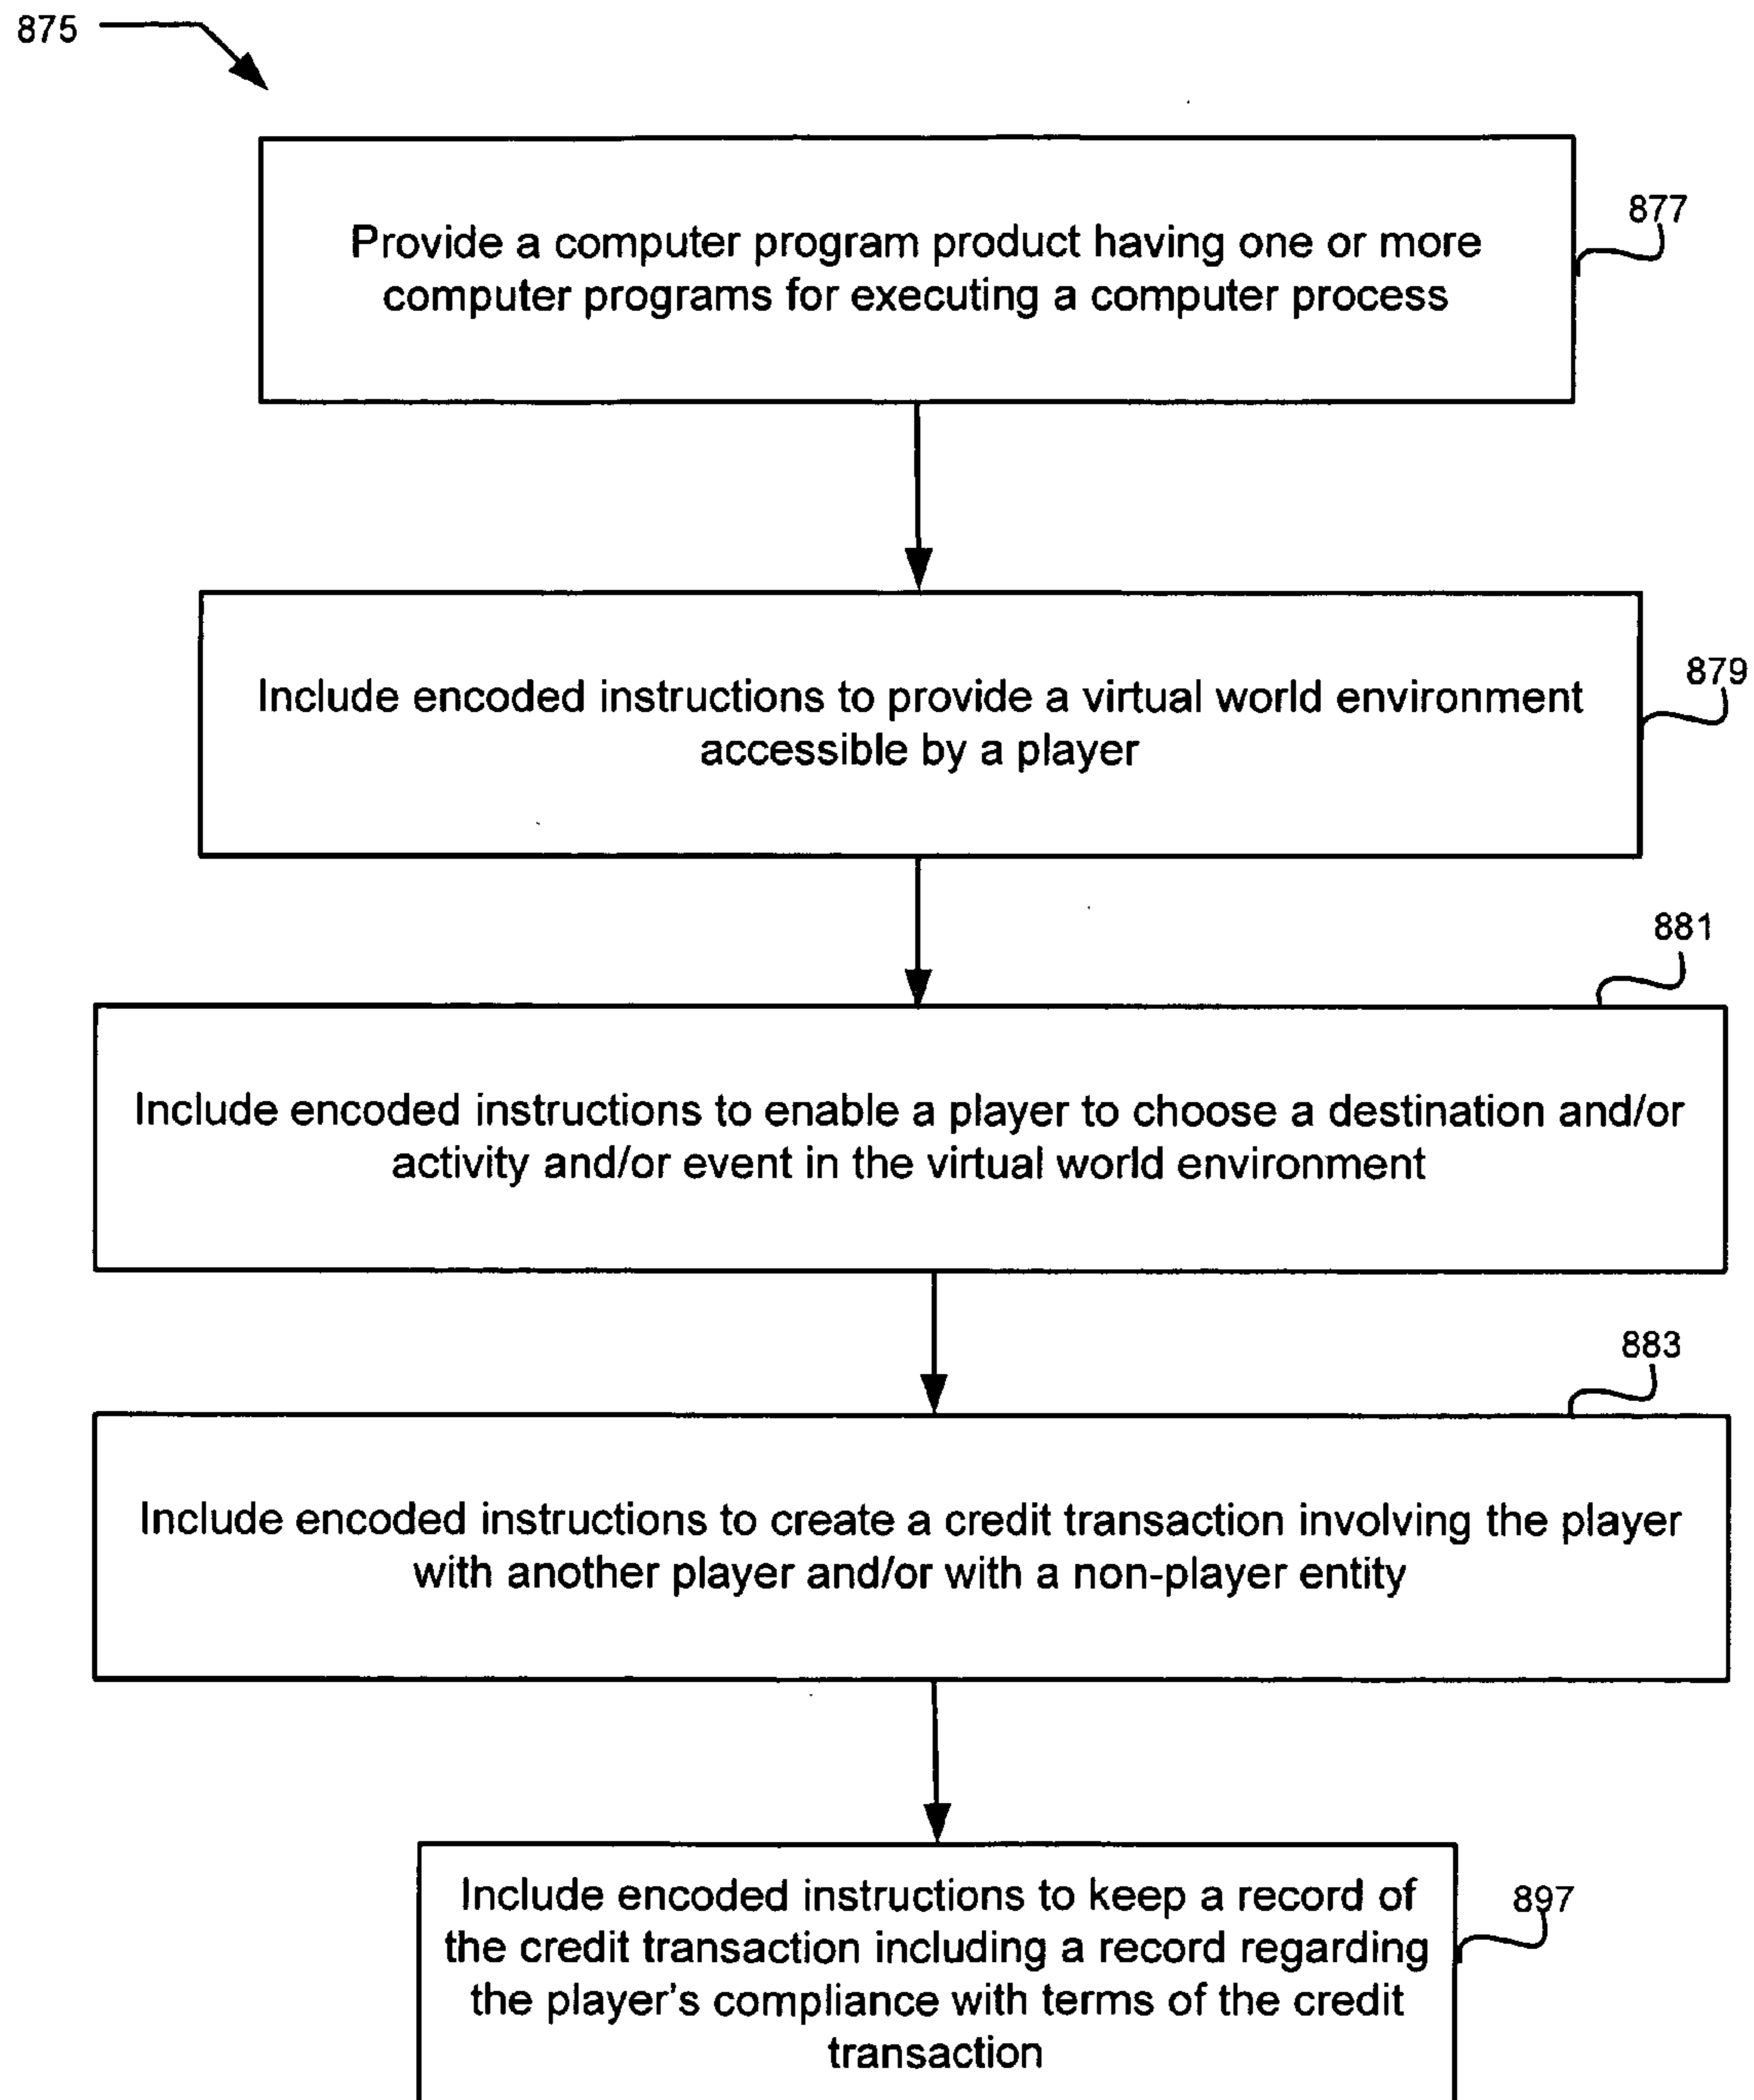 875
Provide a computer program product having one or more
computer programs for executing a computer process
877
Include encoded instructions to provide a virtual world environment
accessible by a player
879
881
Include encoded instructions to enable a player to choose a destination and/or
activity and/or event in the virtual world environment
883
Include encoded instructions to create a credit transaction involving the player
with another player and/or with a non-player entity
Include encoded instructions to keep a record of
the credit transaction including a record regarding
the player's compliance with terms of the credit
transaction
897